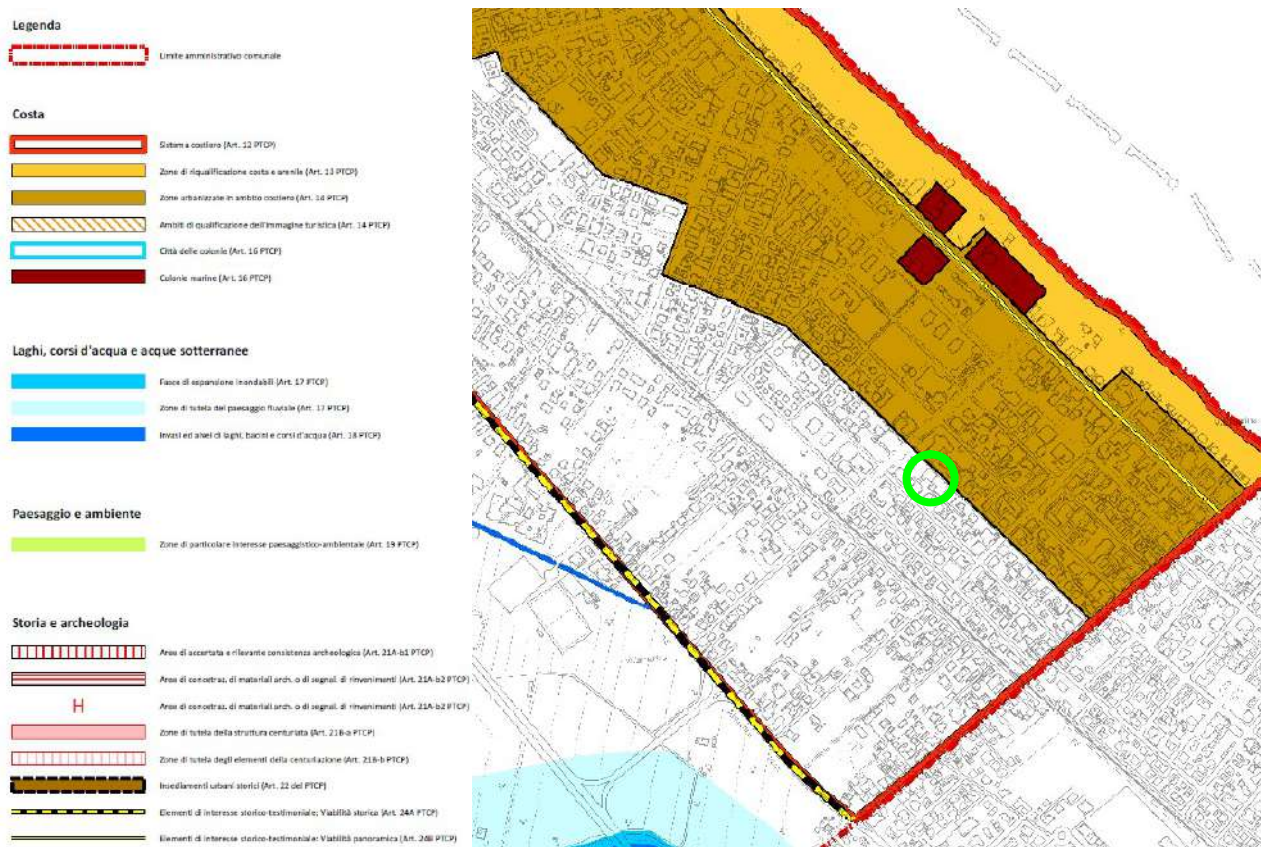 Legenda
Limite amministrativo comunale
Costa
Sistema costiero (Art. 12 PTCP)
Zone di riqualificazione costa e arenile (Art. 13 PTCP)
Zone urbanizzate in ambito costiero (Art. 14 PTCP)
Ambiti di qualificazione dell'immagine turistica (Art. 14 PTCP)
Città delle colonie (Art. 16 PTCP)
Colonie marine (Art. 16 PTCP)
Laghi, corsi d'acqua e acque sotterranee
Fasce di espansione inondabili (Art. 17 PTCP)
Zone di tutela del paesaggio fluviale (Art. 17 PTCP)
Invasi ed alvei di laghi, bacini e corsi d'acqua (Art. 18 PTCP)
Paesaggio e ambiente
Zone di particolare interesse paesaggistico-ambientale (Art. 19 PTCP)
Storia e archeologia
Aree di accertata e rilevante consistenza archeologica (Art. 21A-b1 PTCP)
Aree di concetraz. di materiali arch. o di segnal. di rinvenimenti (Art. 21A-b2 PTCP)
H Aree di concetraz. di materiali arch. o di segnal. di rinvenimenti (Art. 21A-b2 PTCP)
Zone di tutela della struttura centuriata (Art. 21B-a PTCP)
Zone di tutela degli elementi della centuriazione (Art. 21B-b PTCP)
Insediamenti urbani storici (Art. 22 del PTCP)
Elementi di interesse storico-testimoniale: Viabilità storica (Art. 24A PTCP)
Elementi di interesse storico-testimoniale: Viabilità panoramica (Art. 24B PTCP)